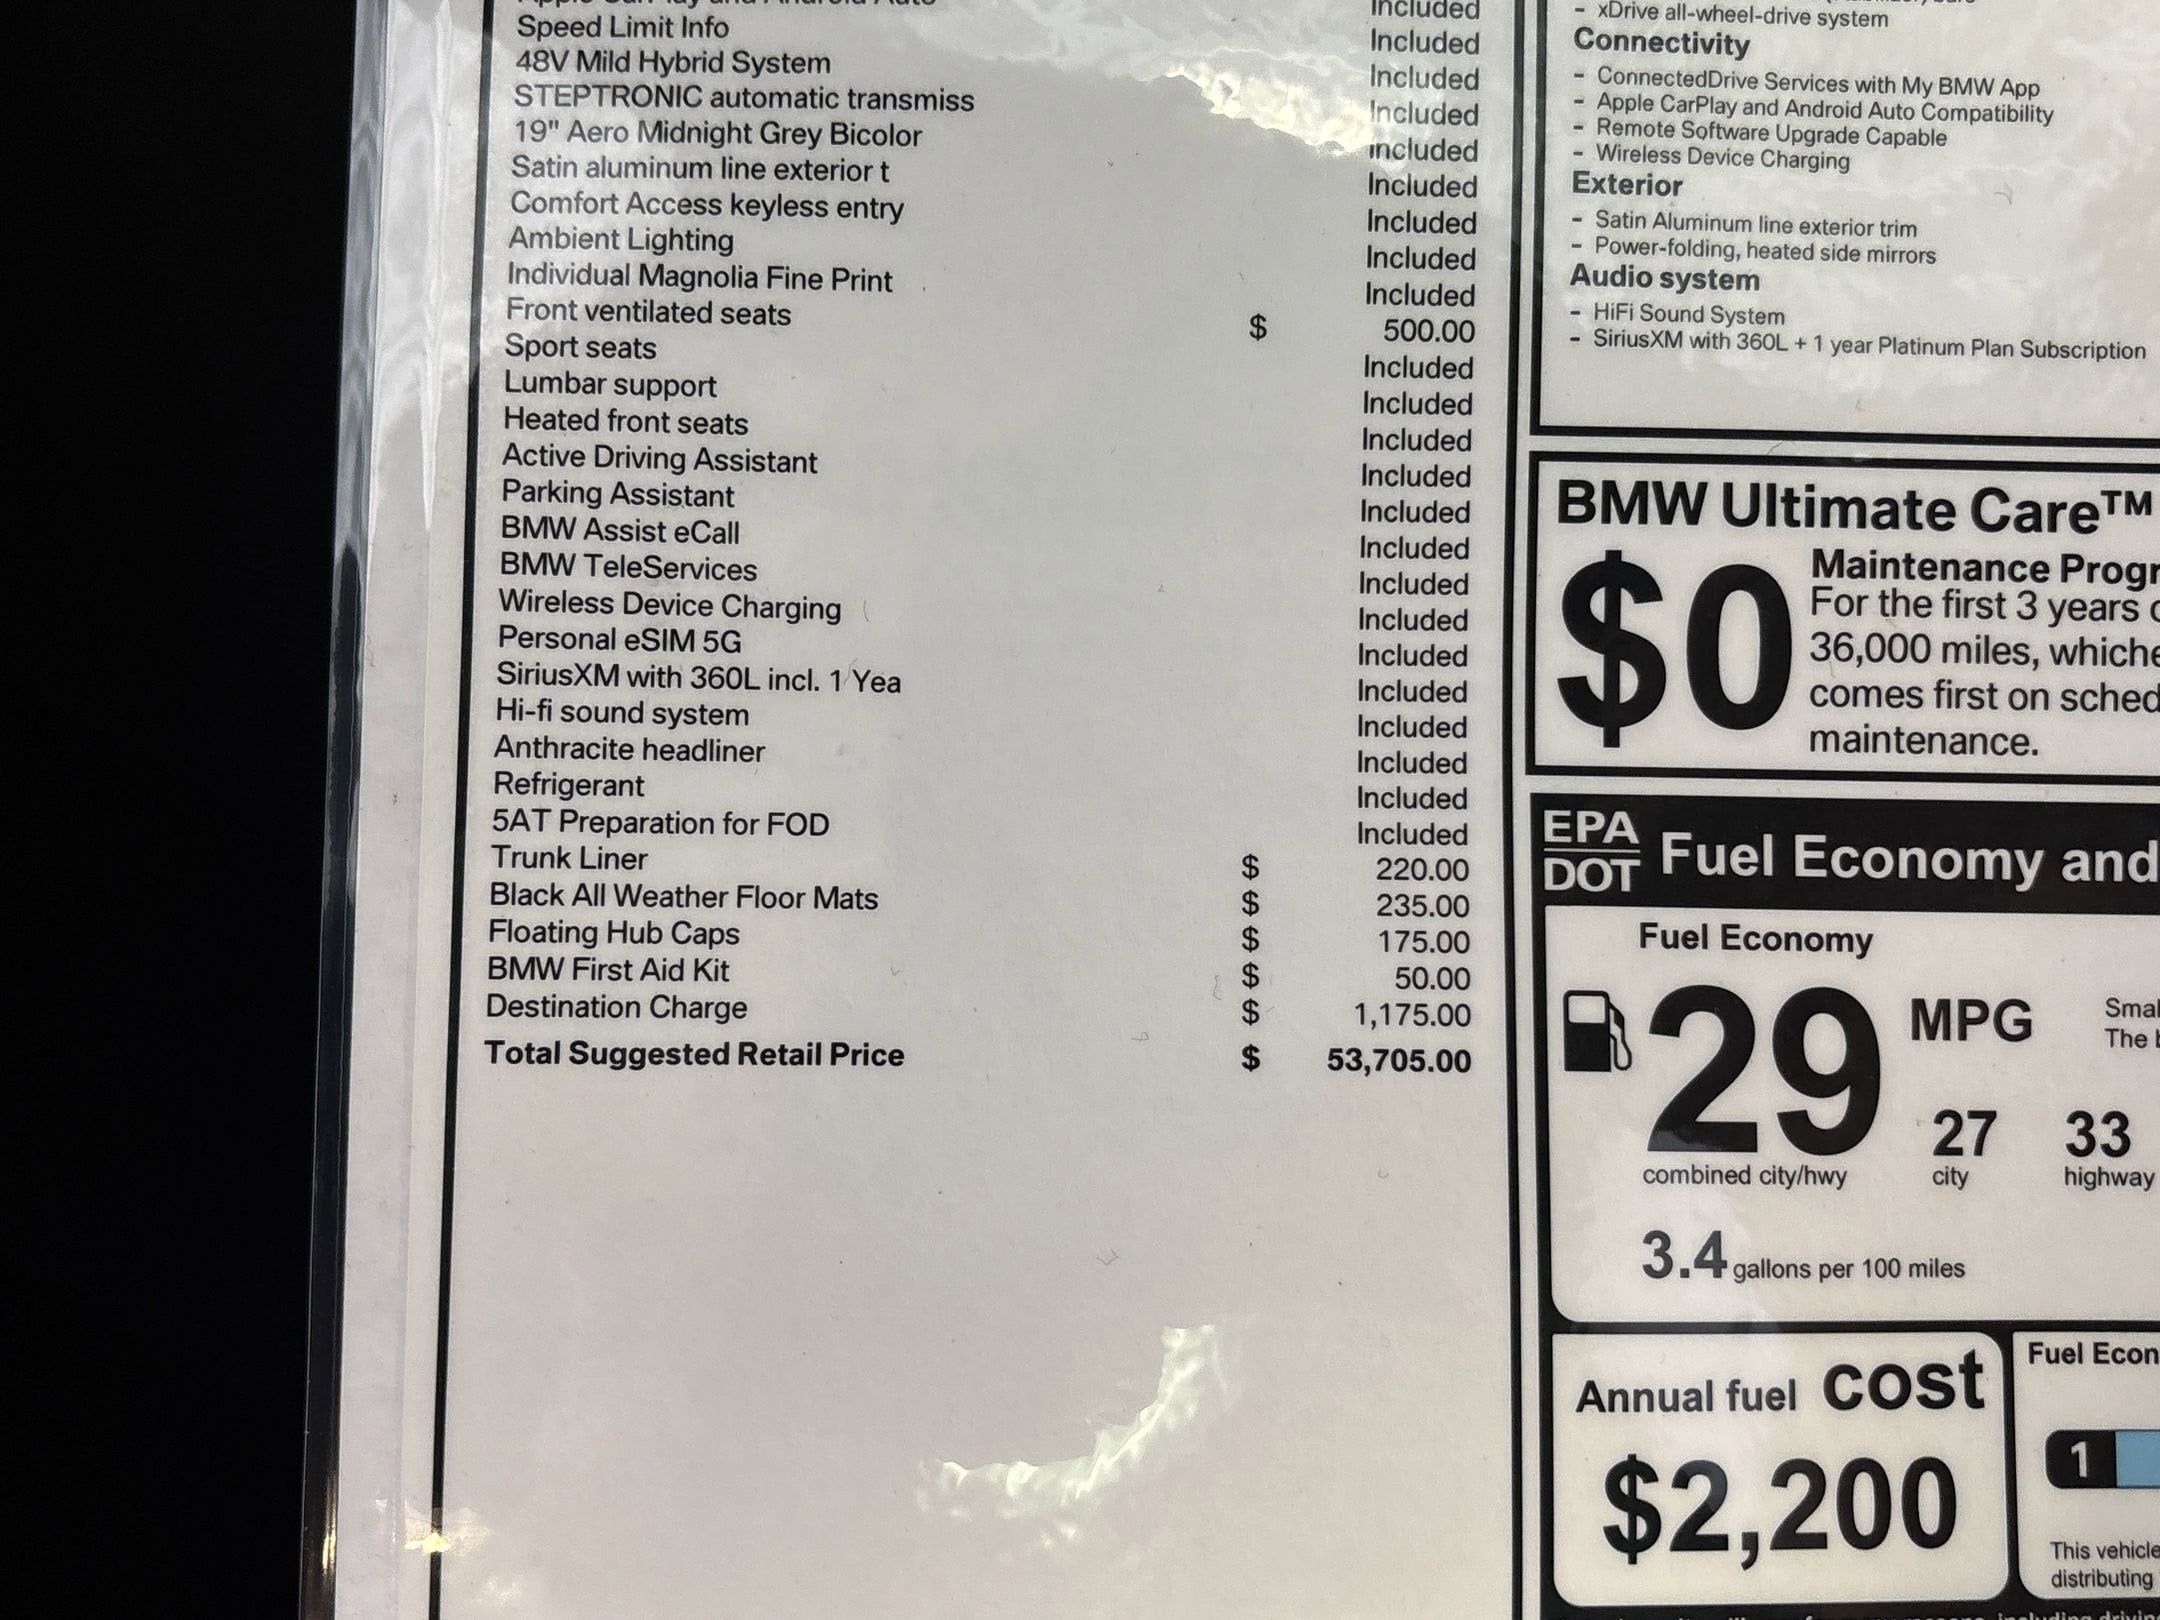 Included
Speed Limit Info Included
48V Mild Hybrid System Included
STEPTRONIC automatic transmiss Included
19" Aero Midnight Grey Bicolor Included
Satin aluminum line exterior t Included
Comfort Access keyless entry Included
Ambient Lighting Included
Individual Magnolia Fine Print Included
Front ventilated seats $ 500.00
Sport seats Included
Lumbar support Included
Heated front seats Included
Active Driving Assistant Included
Parking Assistant Included
BMW Assist eCall Included
BMW TeleServices Included
Wireless Device Charging Included
Personal eSIM 5G Included
SiriusXM with 360L incl. 1 Yea Included
Hi-fi sound system Included
Anthracite headliner Included
Refrigerant Included
5AT Preparation for FOD Included
Trunk Liner $ 220.00
Black All Weather Floor Mats $ 235.00
Floating Hub Caps $ 175.00
BMW First Aid Kit $ 50.00
Destination Charge $ 1,175.00
Total Suggested Retail Price $ 53,705.00
- xDrive all-wheel-drive system
Connectivity
- ConnectedDrive Services with My BMW App
- Apple CarPlay and Android Auto Compatibility
- Remote Software Upgrade Capable
- Wireless Device Charging
Exterior
- Satin Aluminum line exterior trim
- Power-folding, heated side mirrors
Audio system
- HiFi Sound System
- SiriusXM with 360L + 1 year Platinum Plan Subscription
BMW Ultimate Care™
$0
Maintenance Progr
For the first 3 years
36,000 miles, whiche
comes first on sched
maintenance.
EPA
DOT
Fuel Economy and
Fuel Economy
29 MPG
combined city/hwy
27
city
33
highway
Smal
The
3.4 gallons per 100 miles
Annual fuel cost
$2,200
Fuel Econ
1
This vehicle
distributing